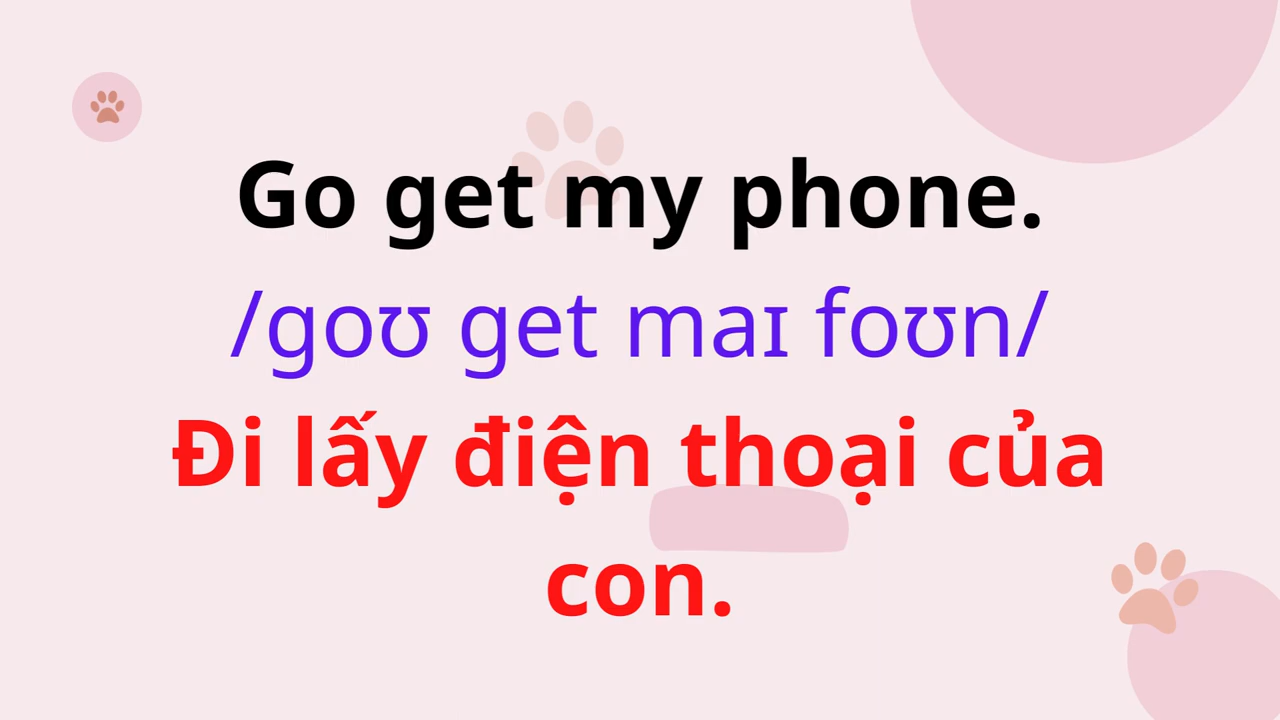 Go get my phone.
/goʊ get maɪ foʊn/
Đi lấy điện thoại của
con.